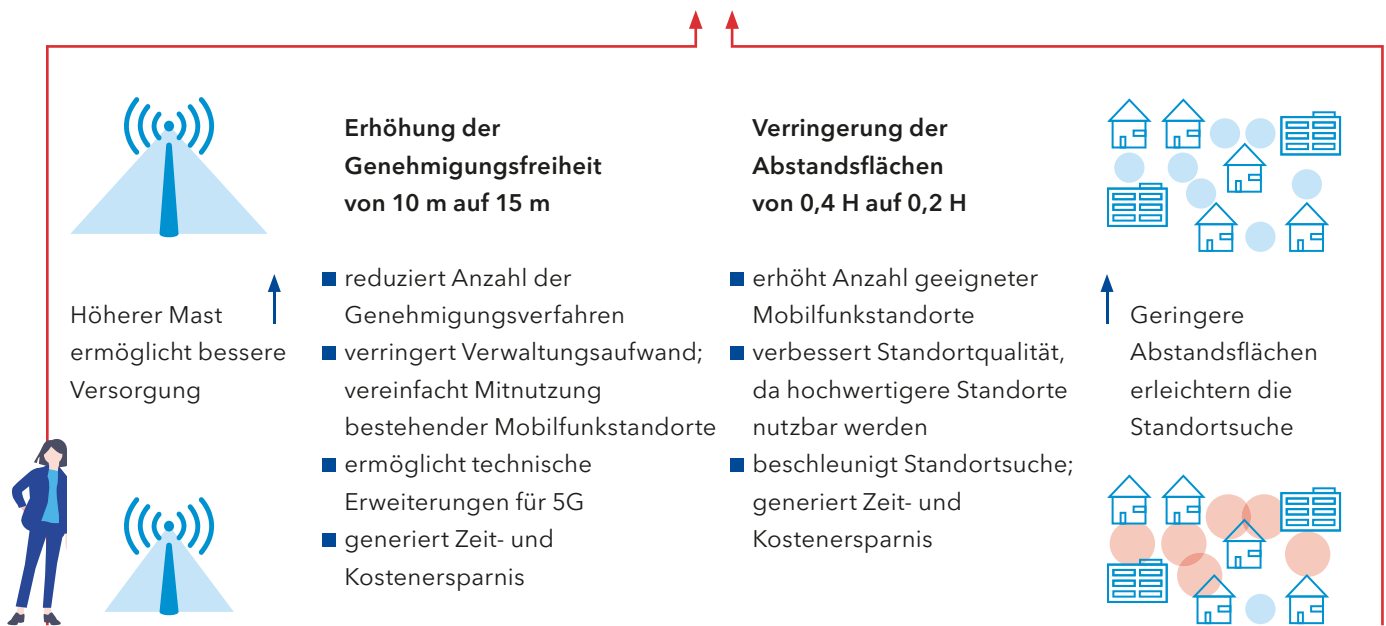 Höherer Mast
ermöglicht bessere
Versorgung
Erhöhung der
Genehmigungsfreiheit
von 10 m auf 15 m
reduziert Anzahl der
Genehmigungsverfahren
verringert Verwaltungsaufwand;
vereinfacht Mitnutzung
bestehender Mobilfunkstandorte
ermöglicht technische
Erweiterungen für 5G
generiert Zeit- und
Kostenersparnis
Verringerung der
Abstandsflächen
von 0,4 H auf 0,2 H
erhöht Anzahl geeigneter
Mobilfunkstandorte
verbessert Standortqualität,
da hochwertigere Standorte
nutzbar werden
beschleunigt Standortsuche;
generiert Zeit- und
Kostenersparnis
Geringere
Abstandsflächen
erleichtern die
Standortsuche